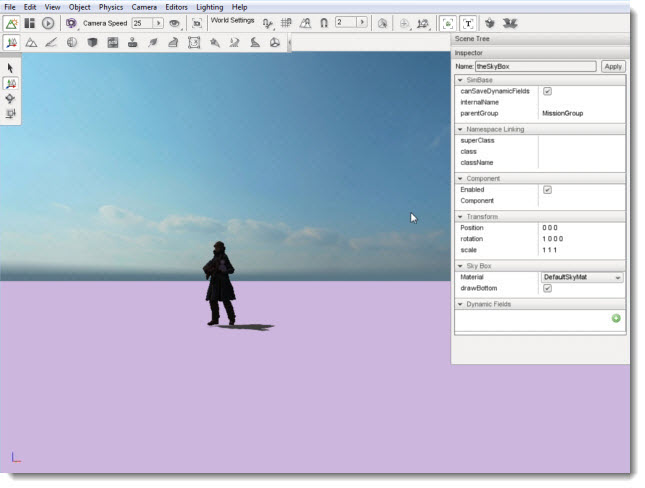 File Edit View Object Physics Camera Editors Lighting Help
Camera Speed 25 World Settings 2
Scene Tree
Inspector
Name: theSkyBox Apply
SimBase
canSaveDynamicFields
internalName
parentGroup MissionGroup
Namespace Linking
superClass
class
className
Component
Enabled
Component
Transform
Position 0 0 0
rotation 1 0 0 0
scale 1 1 1
Sky Box
Material DefaultSkyMat
drawBottom
Dynamic Fields